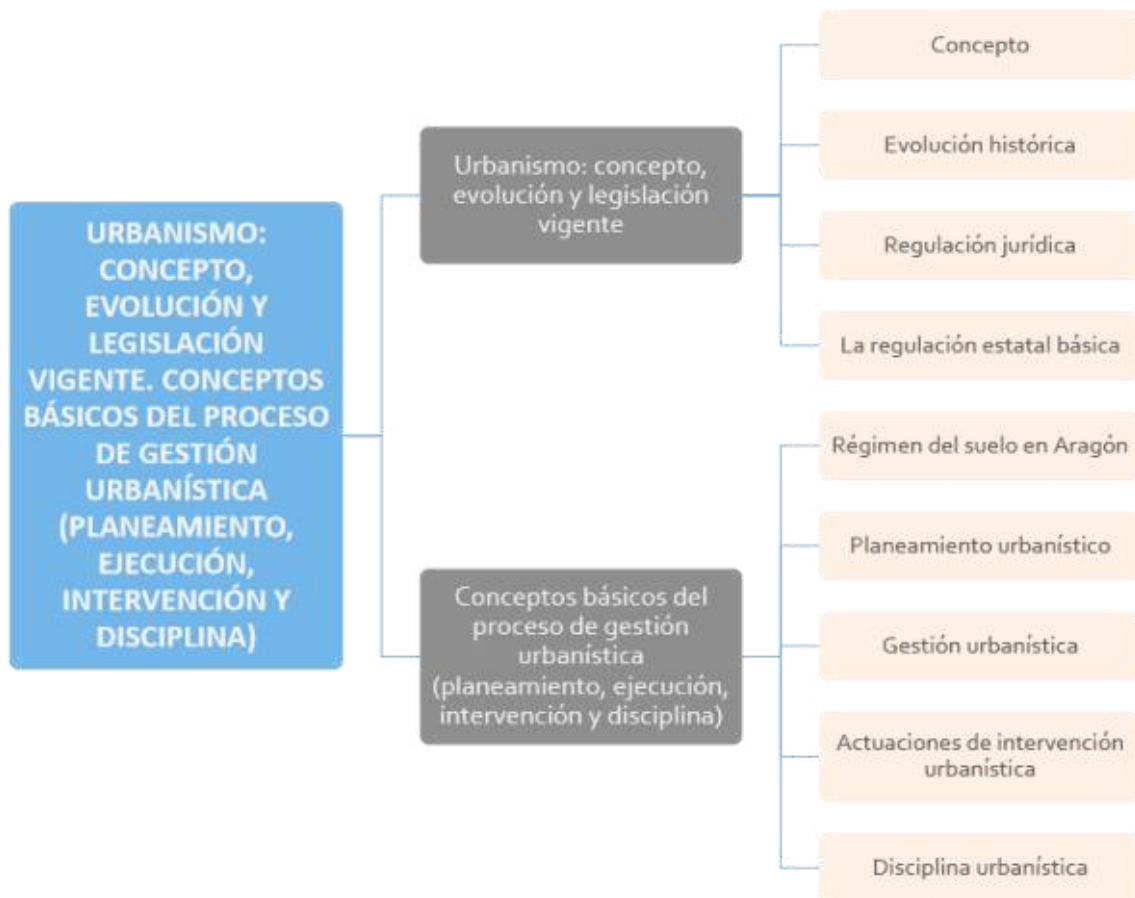 URBANISMO:
CONCEPTO,
EVOLUCIÓN Y
LEGISLACIÓN
VIGENTE. CONCEPTOS
BÁSICOS DEL PROCESO
DE GESTIÓN
URBANÍSTICA
(PLANEAMIENTO,
EJECUCIÓN,
INTERVENCIÓN Y
DISCIPLINA)
Urbanismo: concepto,
evolución y legislación
vigente
Concepto
Evolución histórica
Regulación jurídica
La regulación estatal básica
Conceptos básicos del
proceso de gestión
urbanística
(planeamiento, ejecución,
intervención y disciplina)
Régimen del suelo en Aragón
Planeamiento urbanístico
Gestión urbanística
Actuaciones de intervención
urbanística
Disciplina urbanística